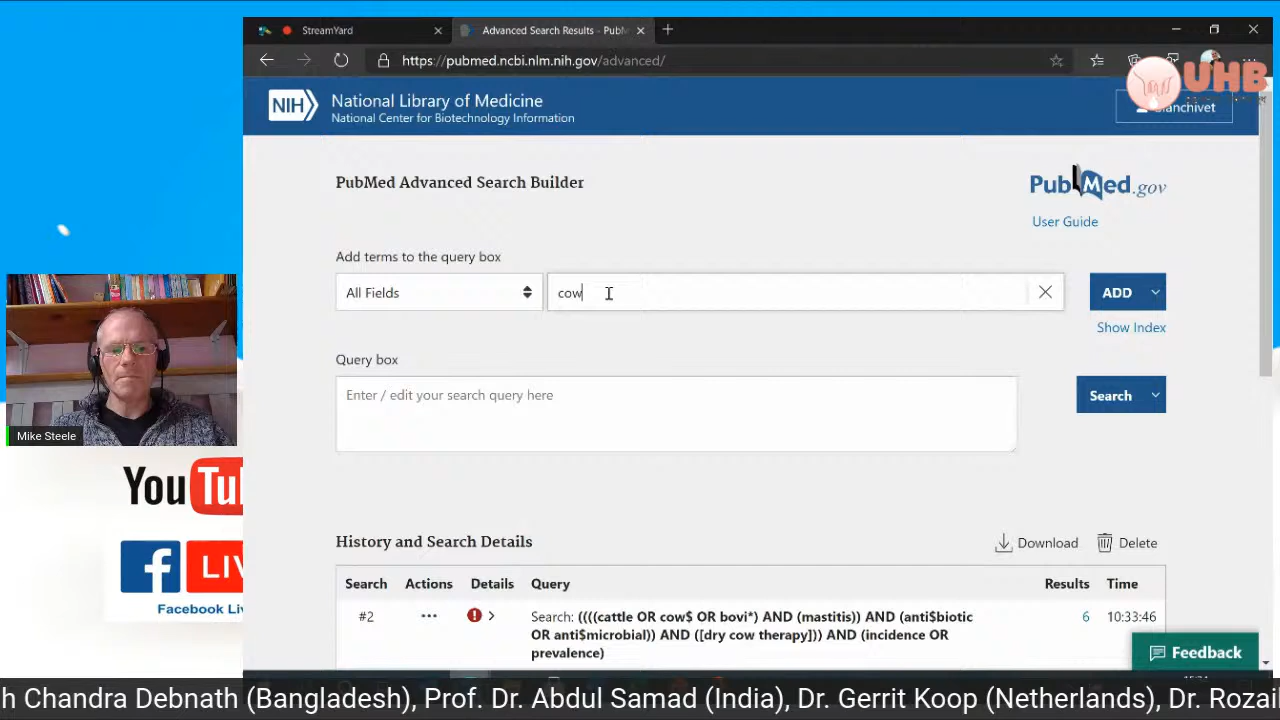 StreamYard
Advanced Search Results - PubM
https://pubmed.ncbi.nlm.nih.gov/advanced/
UHB
NIH
National Library of Medicine
National Center for Biotechnology Information
PubMed Advanced Search Builder
PubMed.gov
User Guide
Add terms to the query box
All Fields
cow
ADD
Show Index
Query box
Enter / edit your search query here
Search
Mike Steele
YouTu
History and Search Details
Download
Delete
Search Actions Details Query Results Time
#2 ... Search: ((((cattle OR cow$ OR bovi*) AND (mastitis)) AND (anti$biotic 6 10:33:46
OR anti$microbial)) AND ([dry cow therapy])) AND (incidence OR
prevalence)
f LIV
Facebook Liv
Feedback
h Chandra Debnath (Bangladesh), Prof. Dr. Abdul Samad (India), Dr. Gerrit Koop (Netherlands), Dr. Rozai